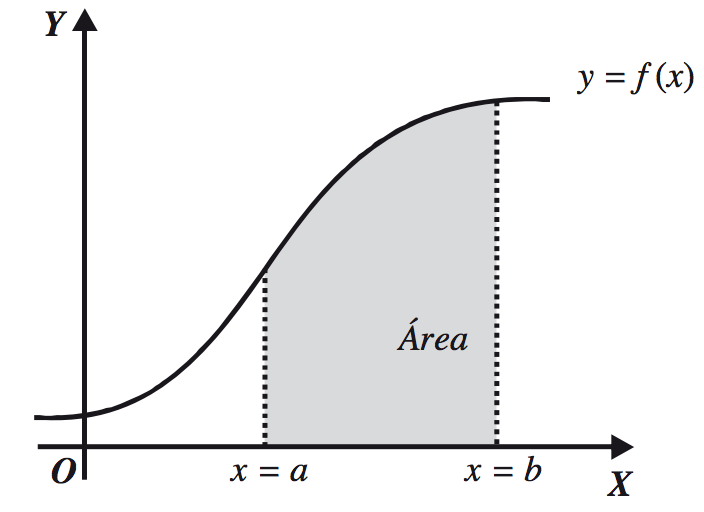 Y
y = f(x)
Área
O
x = a
x = b
X